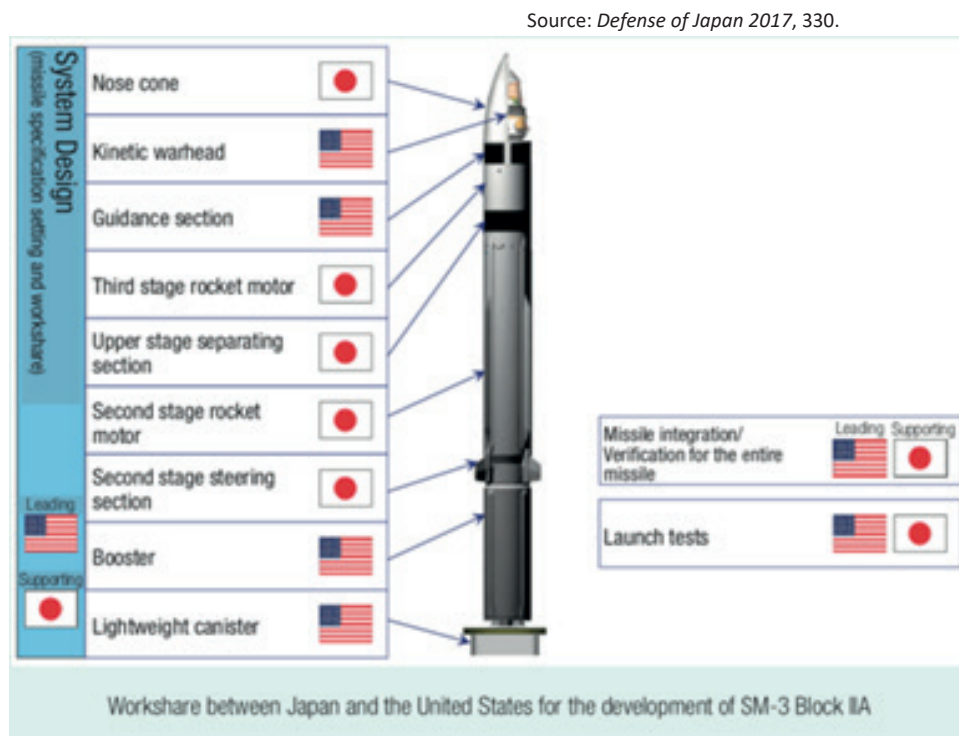 Source: Defense of Japan 2017, 330.
System Design
(missile specification setting and workshare)
Leading
Supporting
Nose cone
Kinetic warhead
Guidance section
Third stage rocket motor
Upper stage separating
section
Second stage rocket
motor
Second stage steering
section
Booster
Lightweight canister
Missile integration/
Verification for the entire
missile
Leading Supporting
Launch tests
Workshare between Japan and the United States for the development of SM-3 Block IIA